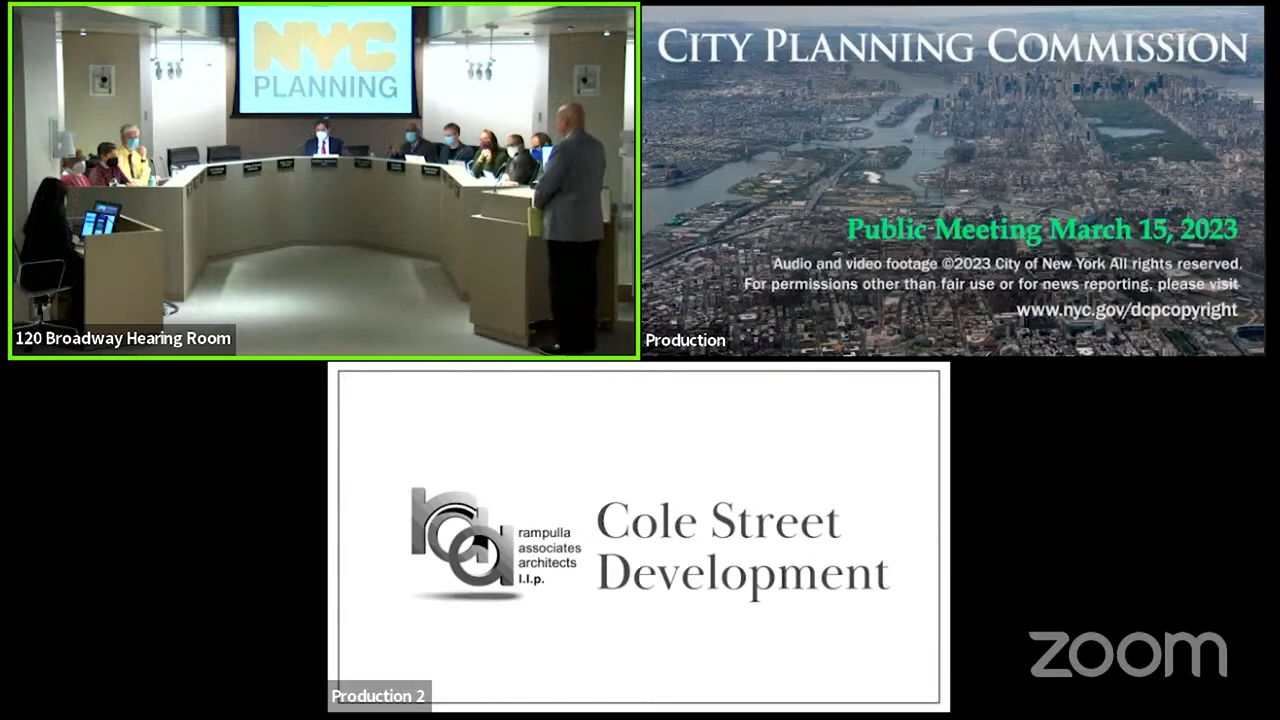 NYC
PLANNING
120 Broadway Hearing Room
CITY PLANNING COMMISSION
Public Meeting March 15, 2023
Audio and video footage ©2023 City of New York All rights reserved.
For permissions other than fair use or for news reporting, please visit
www.nyc.gov/dcpcopyright
Production
raa
rampulla
associates
architects
l.l.p.
Cole Street
Development
Production 2
zoom